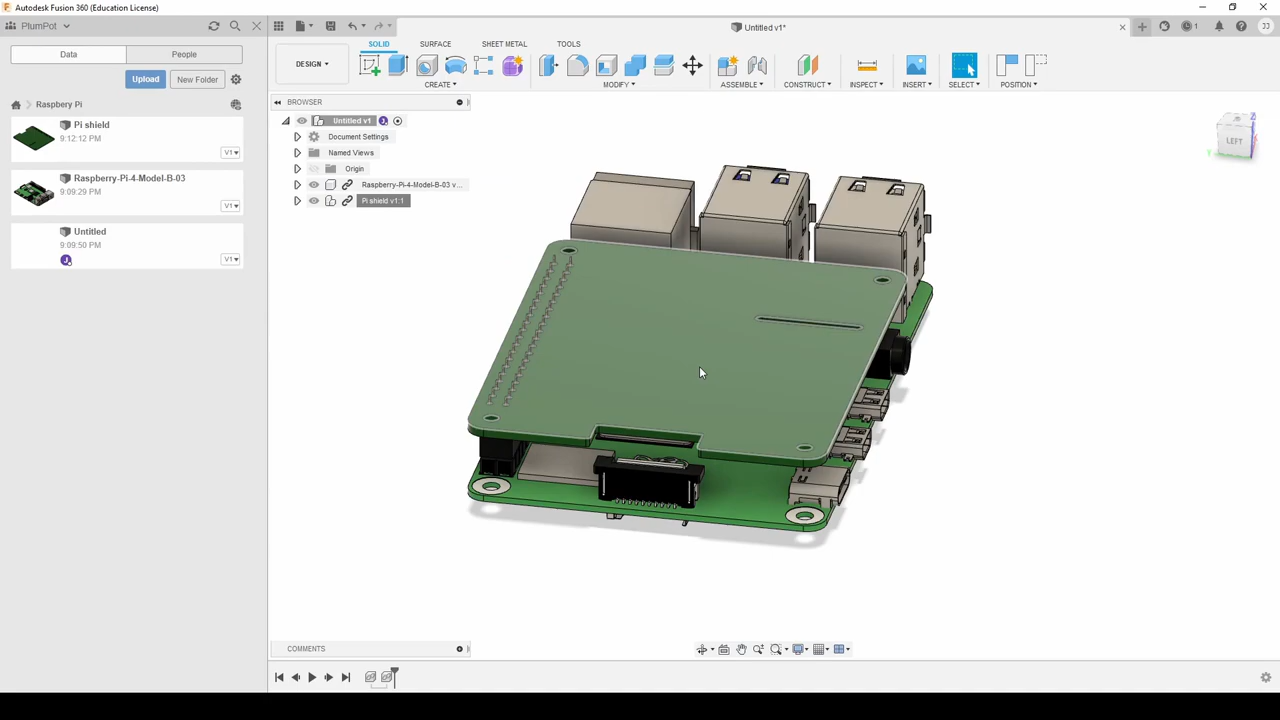 Autodesk Fusion 360 (Education License)
PlumPot
Untitled v1*
1
JJ
Data
People
Upload
New Folder
Raspbery Pi
Pi shield
9:12:12 PM
V1
Raspberry-Pi-4-Model-B-03
9:09:29 PM
V1
Untitled
9:09:50 PM
V1
DESIGN
SOLID
SURFACE
SHEET METAL
TOOLS
CREATE
MODIFY
ASSEMBLE
CONSTRUCT
INSPECT
INSERT
SELECT
POSITION
BROWSER
Untitled v1
Document Settings
Named Views
Origin
Raspberry-Pi-4-Model-B-03 v...
Pi shield v1:1
LEFT
COMMENTS